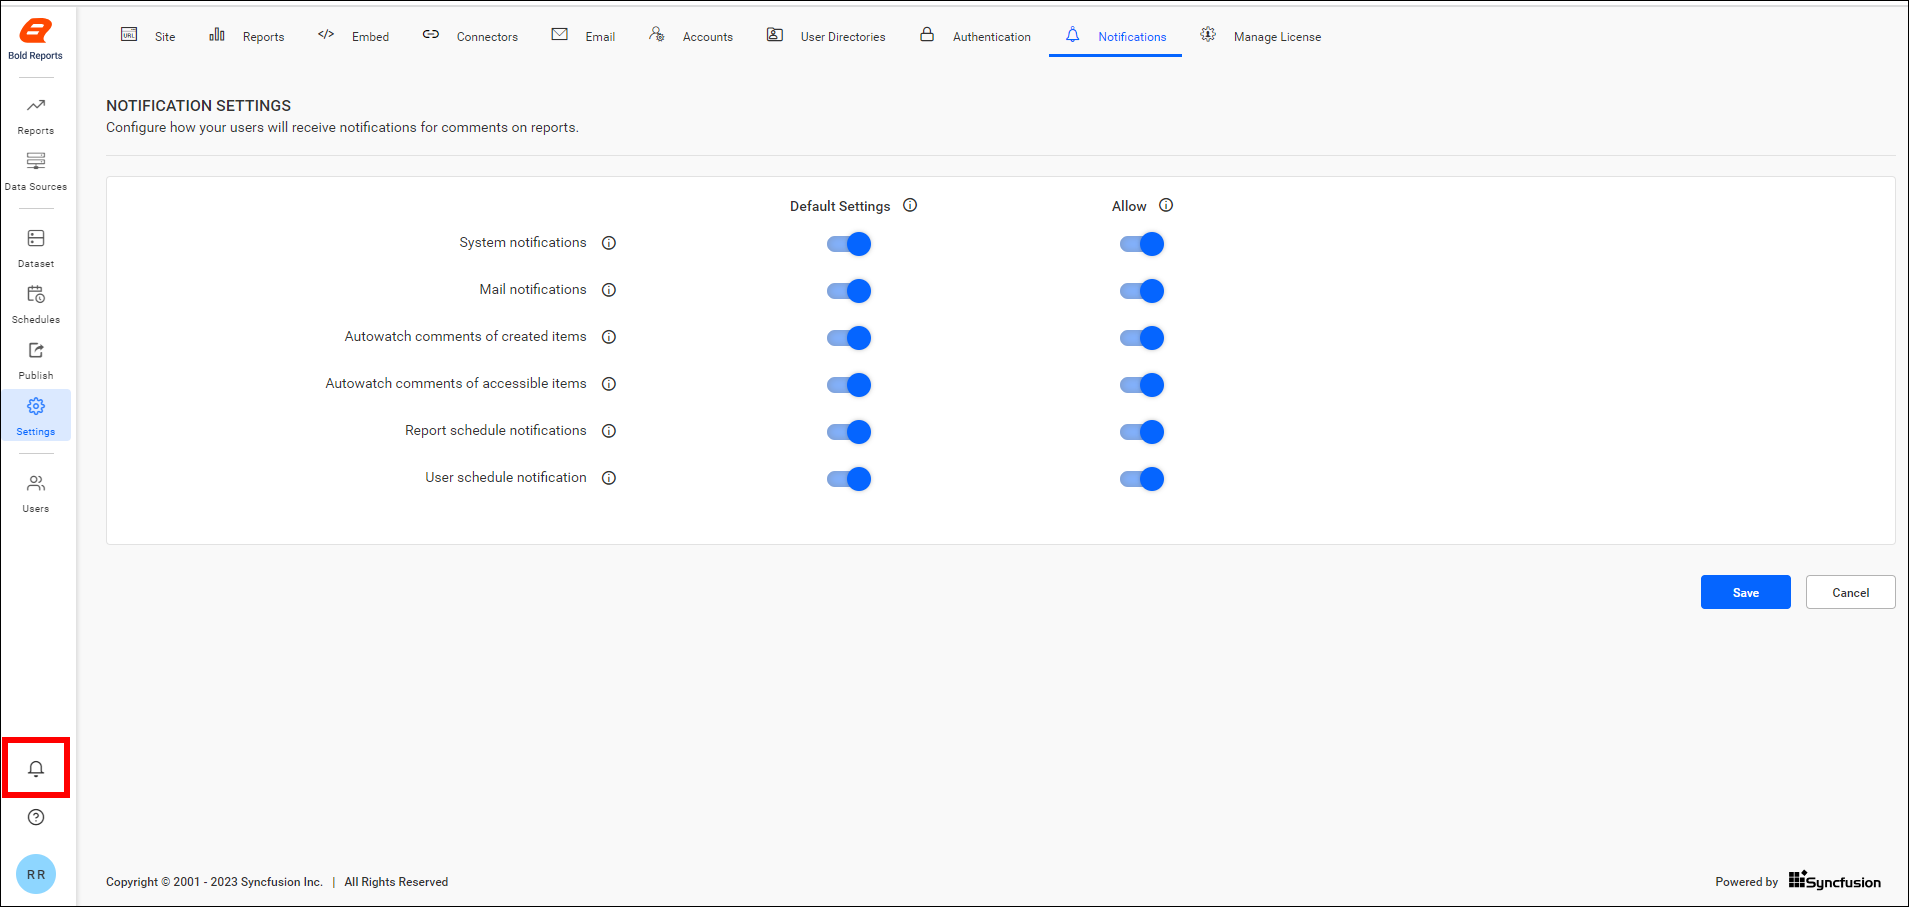 Bold Reports
Reports
Data Sources
Dataset
Schedules
Publish
Settings
Users
RR
URL Site Reports </> Embed Connectors Email Accounts User Directories Authentication Notifications Manage License
NOTIFICATION SETTINGS
Configure how your users will receive notifications for comments on reports.
Default Settings Allow
System notifications
Mail notifications
Autowatch comments of created items
Autowatch comments of accessible items
Report schedule notifications
User schedule notification
Save Cancel
Copyright © 2001 - 2023 Syncfusion Inc. | All Rights Reserved
Powered by Syncfusion